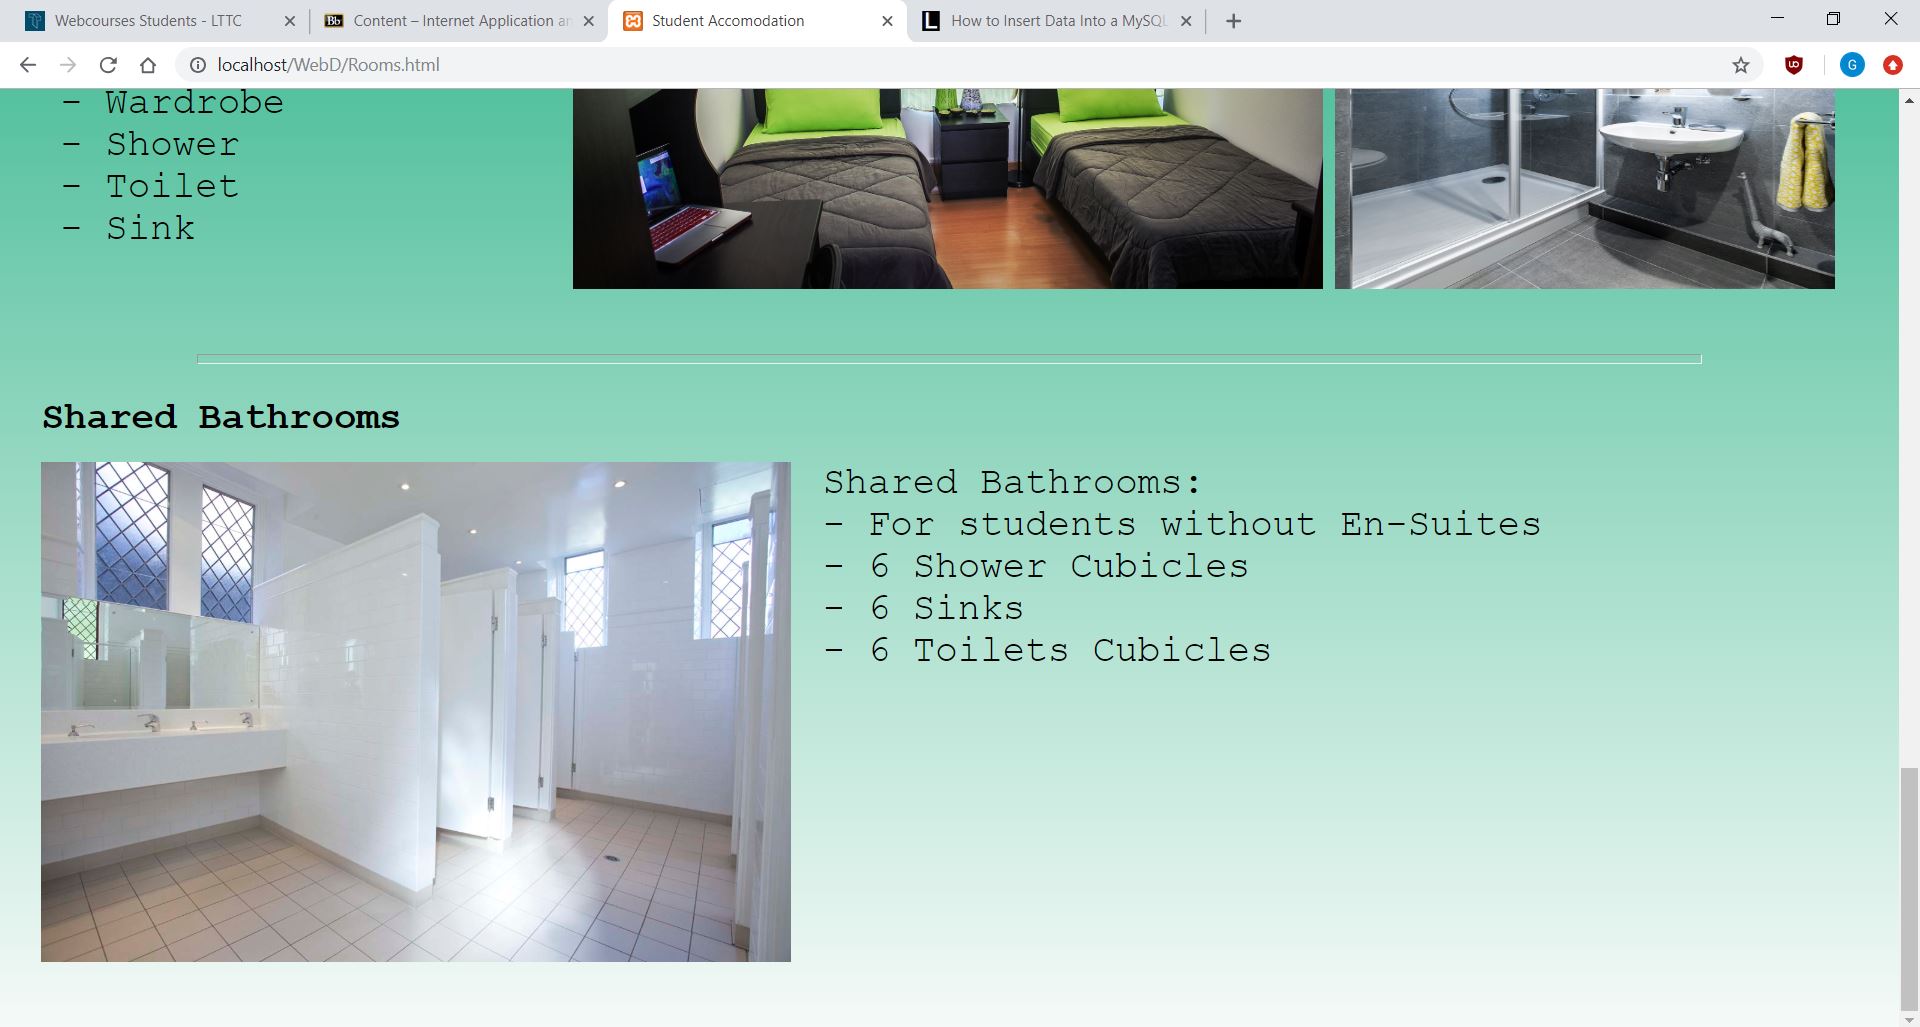 Webcourses Students - LTTC
Bb Content – Internet Application an
Student Accomodation
L How to Insert Data Into a MySQL
localhost/WebD/Rooms.html
G
- Wardrobe
- Shower
- Toilet
- Sink
Shared Bathrooms
Shared Bathrooms:
- For students without En-Suites
- 6 Shower Cubicles
- 6 Sinks
- 6 Toilets Cubicles